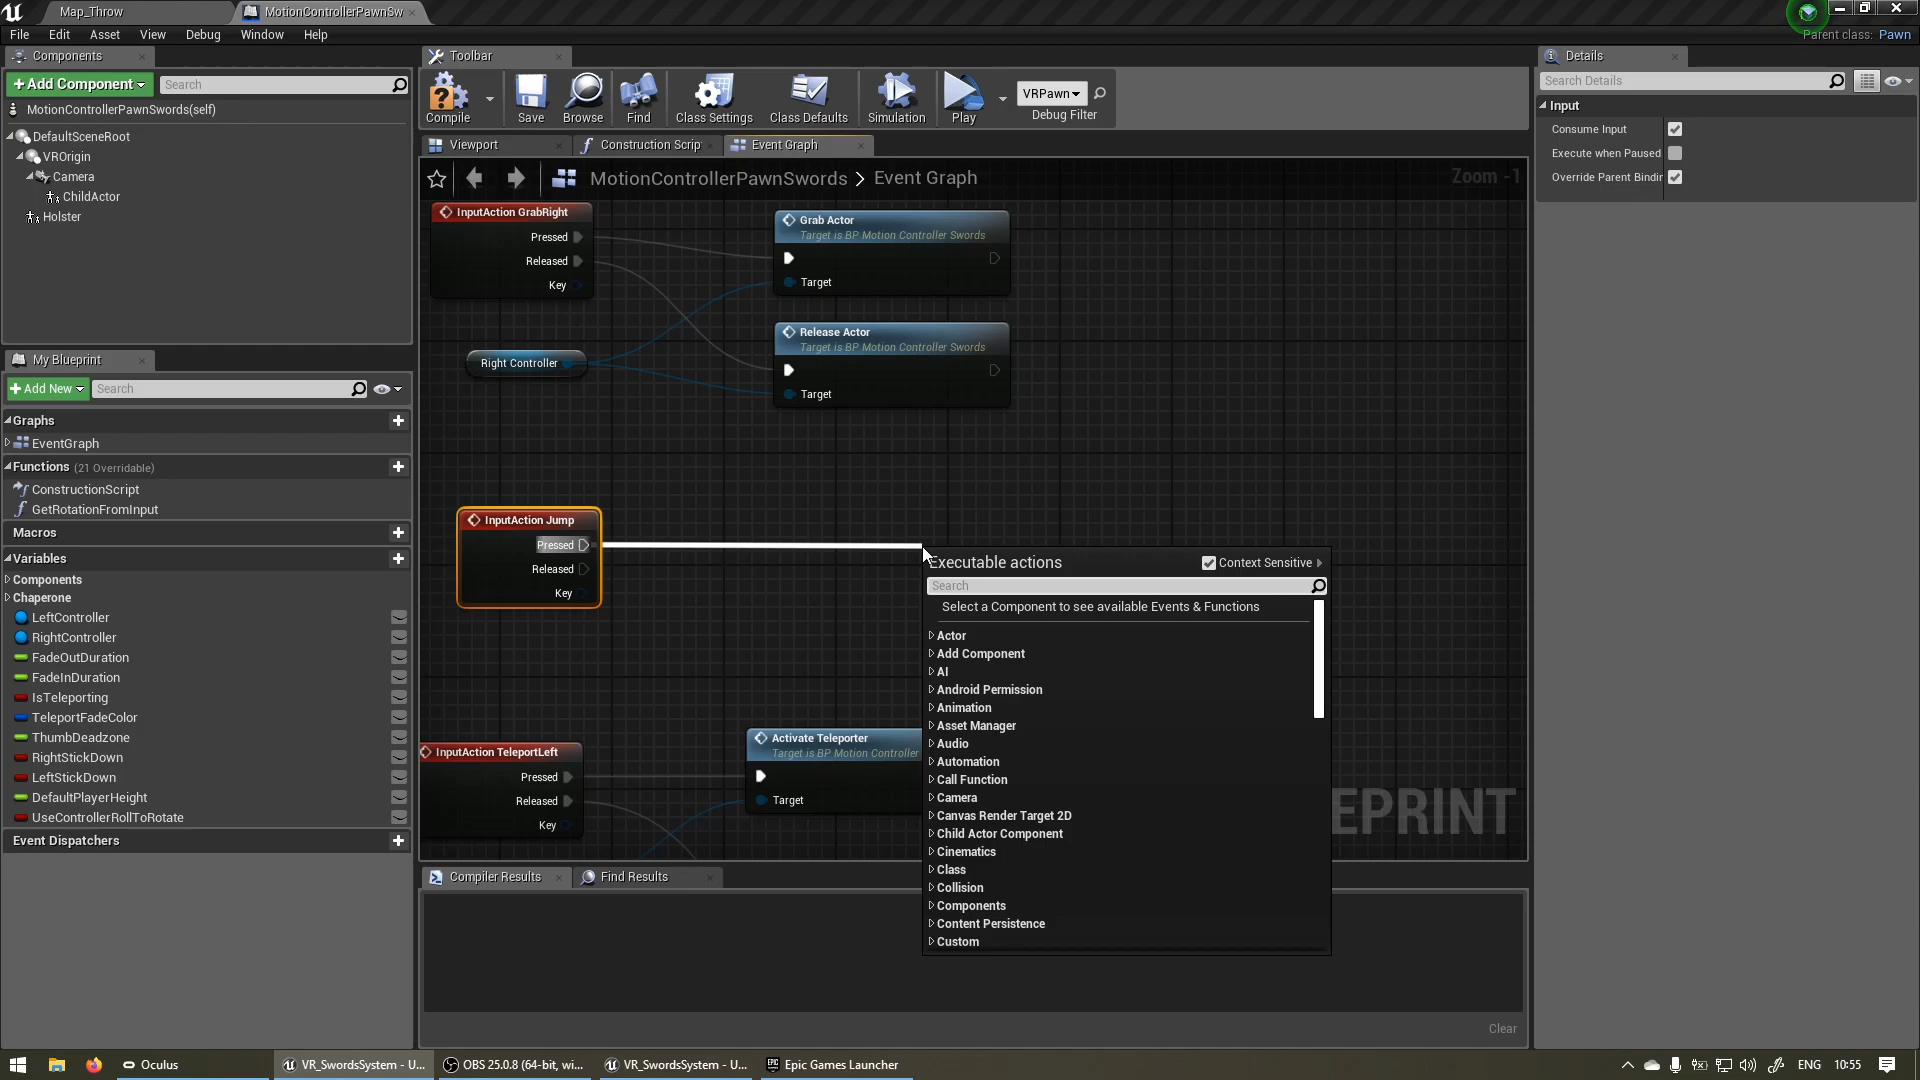 Map_Throw
MotionControllerPawnSw
File Edit Asset View Debug Window Help
Parent class: Pawn
Components
+ Add Component
Search
MotionControllerPawnSwords(self)
DefaultSceneRoot
VROrigin
Camera
ChildActor
Holster
My Blueprint
+ Add New
Search
Graphs
EventGraph
Functions (21 Overridable)
ConstructionScript
GetRotationFromInput
Macros
Variables
Components
Chaperone
LeftController
RightController
FadeOutDuration
FadeInDuration
IsTeleporting
TeleportFadeColor
ThumbDeadzone
RightStickDown
LeftStickDown
DefaultPlayerHeight
UseControllerRollToRotate
Event Dispatchers
Toolbar
Compile Save Browse Find Class Settings Class Defaults Simulation Play
VRPawn
Debug Filter
Viewport
Construction Scrip
Event Graph
MotionControllerPawnSwords > Event Graph
Zoom -1
InputAction GrabRight
Pressed
Released
Key
Grab Actor
Target is BP Motion Controller Swords
Target
Release Actor
Target is BP Motion Controller Swords
Target
Right Controller
InputAction Jump
Pressed
Released
Key
InputAction TeleportLeft
Pressed
Released
Key
Activate Teleporter
Target is BP Motion Controller
Target
EPRINT
Executable actions
Context Sensitive
Search
Select a Component to see available Events & Functions
Actor
Add Component
AI
Android Permission
Animation
Asset Manager
Audio
Automation
Call Function
Camera
Canvas Render Target 2D
Child Actor Component
Cinematics
Class
Collision
Components
Content Persistence
Custom
Compiler Results
Find Results
Clear
Details
Search Details
Input
Consume Input
Execute when Paused
Override Parent Bindir
Oculus
VR_SwordsSystem - U...
OBS 25.0.8 (64-bit, wi...
VR_SwordsSystem - U...
EPIC
Epic Games Launcher
ENG
10:55